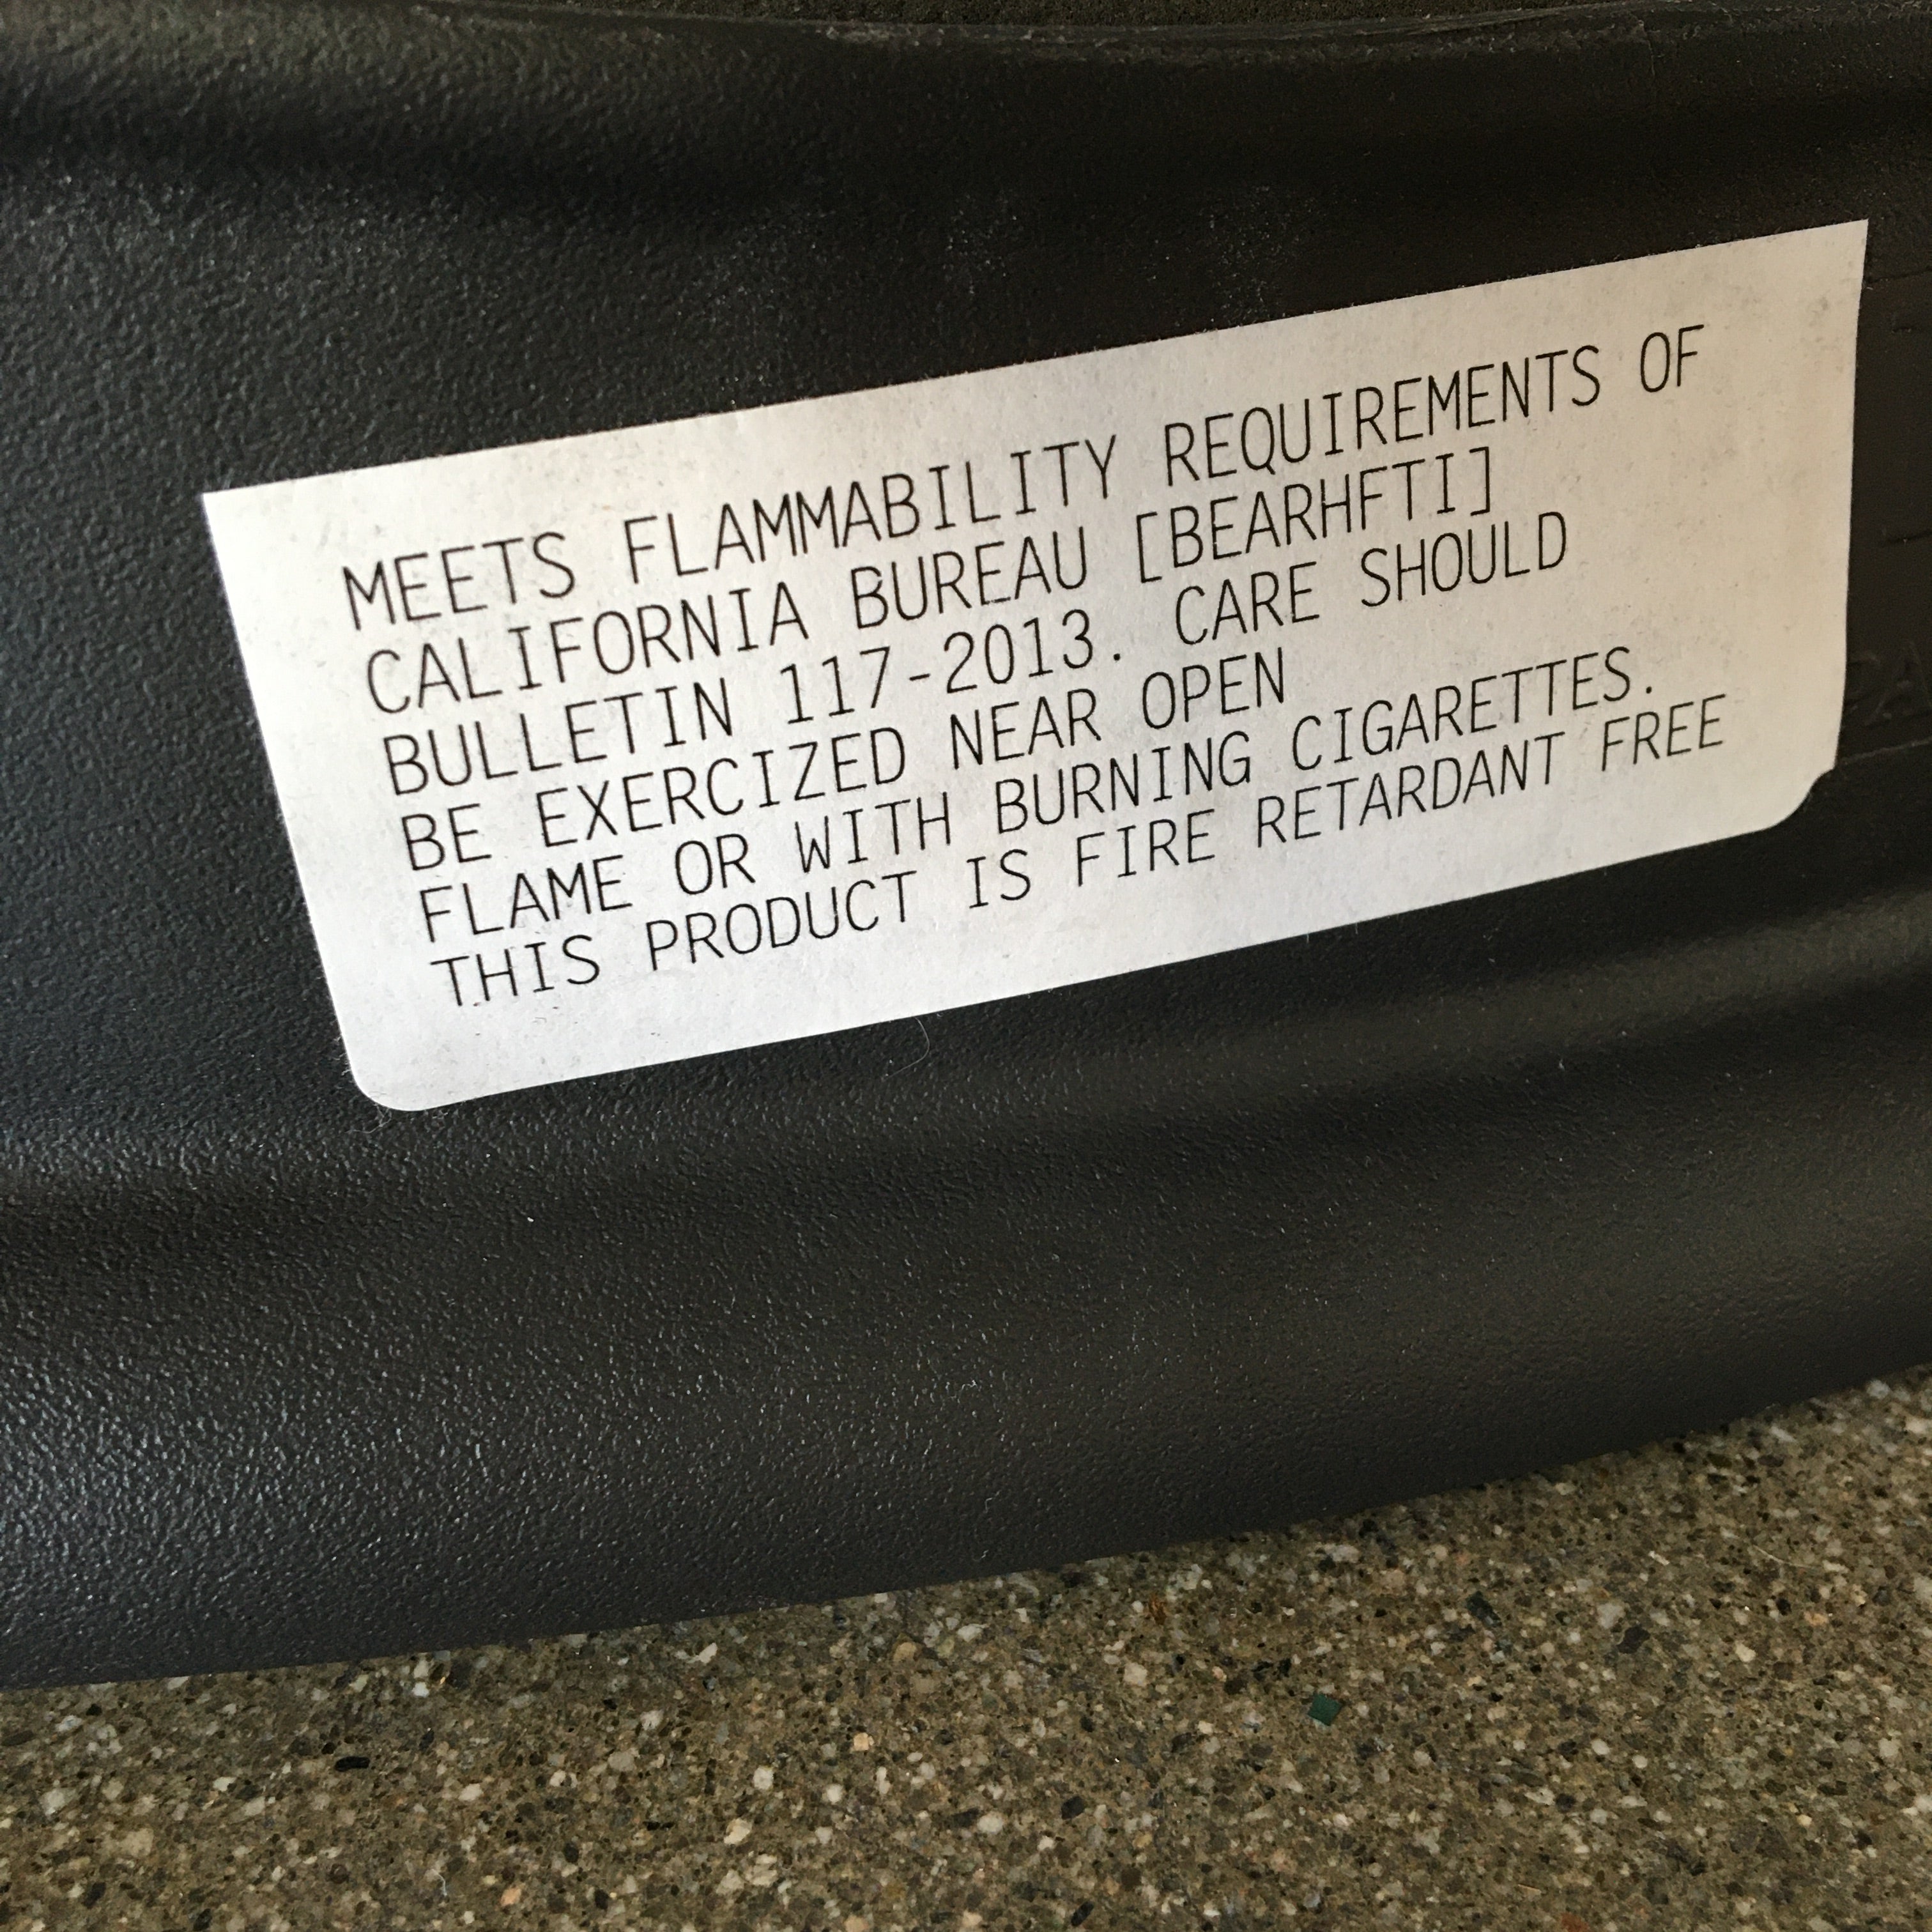 MEETS FLAMMABILITY REQUIREMENTS OF
CALIFORNIA BUREAU [BEARHFTI]
BULLETIN 117-2013. CARE SHOULD
BE EXERCIZED NEAR OPEN
FLAME OR WITH BURNING CIGARETTES.
THIS PRODUCT IS FIRE RETARDANT FREE